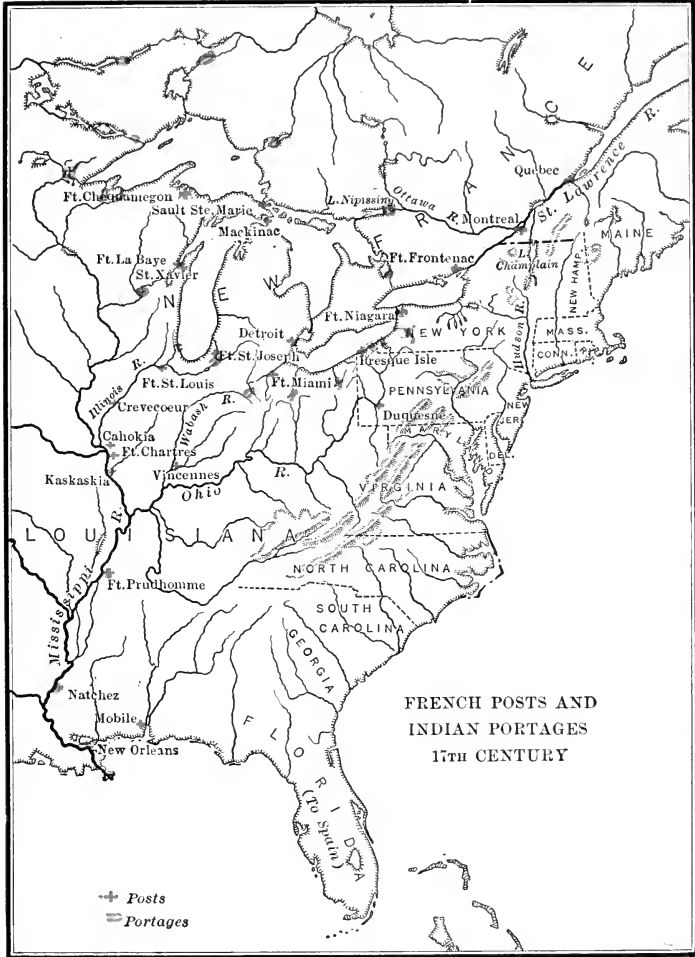 NEW FRANCE
Quebec
St. Lawrence R.
Ft. Chequamegon
Sault Ste. Marie
L. Nipissing
Ottawa R.
Montreal
Mackinac
MAINE
Ft. La Baye
St. Xavier
Ft. Frontenac
L. Champlain
NEW HAMP.
Ft. Niagara
NEW YORK
Hudson R.
MASS.
CONN.
R.I.
Detroit
Presque Isle
Ft. St. Joseph
Ft. St. Louis
Ft. Miami
PENNSYLVANIA
NEW JER.
Illinois R.
Crevecoeur
Wabash R.
Duquesne
MARYLAND
DEL.
Cahokia
Ft. Chartres
Vincennes
Kaskaskia
Ohio R.
VIRGINIA
LOUISIANA
Mississippi R.
Ft. Prudhomme
NORTH CAROLINA
SOUTH CAROLINA
GEORGIA
Natchez
Mobile
New Orleans
FLORIDA
(To Spain)
FRENCH POSTS AND
INDIAN PORTAGES
17TH CENTURY
Posts
Portages